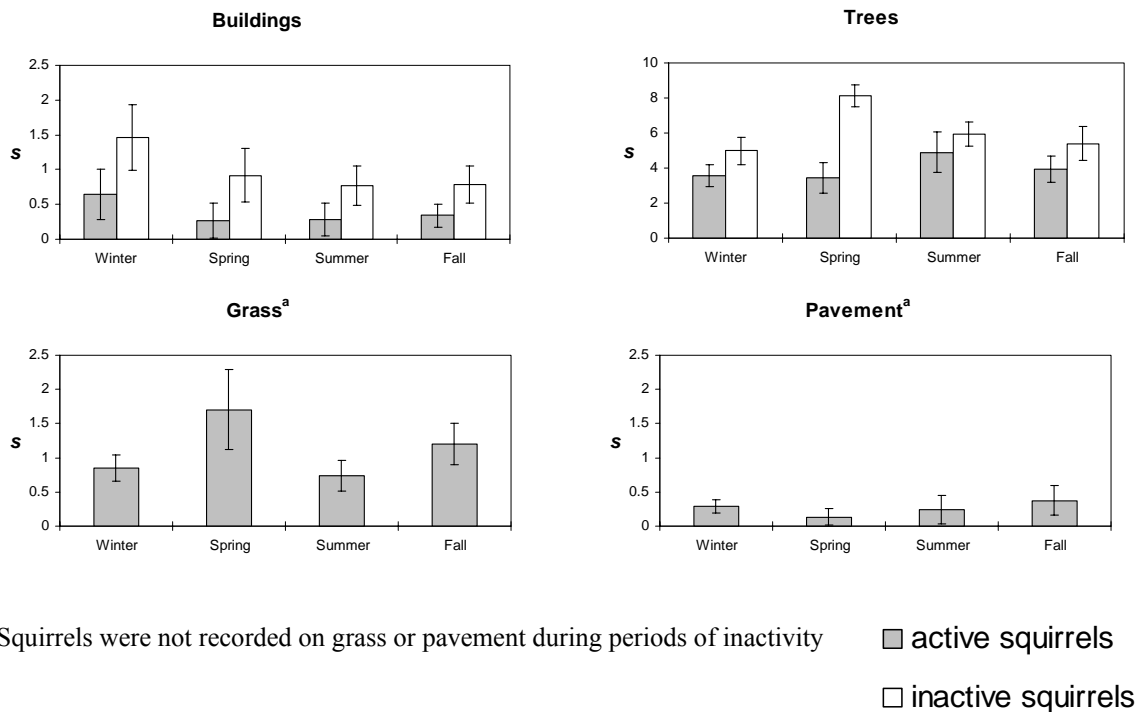 Buildings
2.5
2
1.5
s
1
0.5
0
Winter Spring Summer Fall
Trees
10
8
6
s
4
2
0
Winter Spring Summer Fall
Grassᵃ
2.5
2
1.5
s
1
0.5
0
Winter Spring Summer Fall
Pavementᵃ
2.5
2
1.5
s
1
0.5
0
Winter Spring Summer Fall
Squirrels were not recorded on grass or pavement during periods of inactivity
active squirrels
inactive squirrels